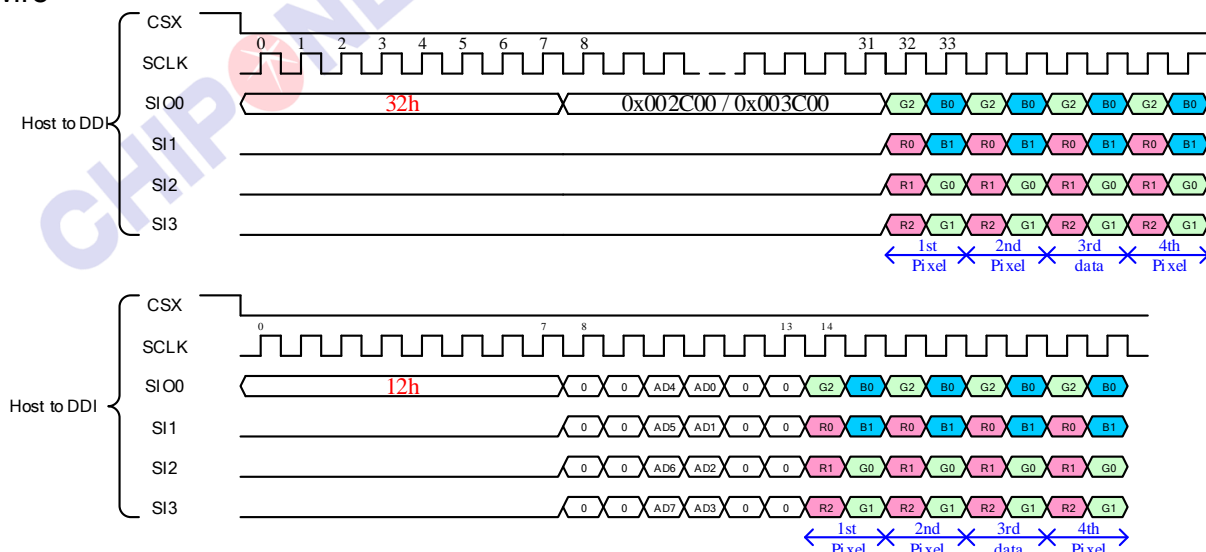 CHIPONE
CSX
0 1 2 3 4 5 6 7 8 31 32 33
SCLK
SIO0 32h 0x002C00 / 0x003C00 G2 B0 G2 B0 G2 B0 G2 B0
Host to DDI
SI1 R0 B1 R0 B1 R0 B1 R0 B1
SI2 R1 G0 R1 G0 R1 G0 R1 G0
SI3 R2 G1 R2 G1 R2 G1 R2 G1
1st 2nd 3rd 4th
Pixel Pixel data Pixel
CSX
0 7 8 13 14
SCLK
SIO0 12h 0 0 AD4 AD0 0 0 G2 B0 G2 B0 G2 B0 G2 B0
Host to DDI
SI1 0 0 AD5 AD1 0 0 R0 B1 R0 B1 R0 B1 R0 B1
SI2 0 0 AD6 AD2 0 0 R1 G0 R1 G0 R1 G0 R1 G0
SI3 0 0 AD7 AD3 0 0 R2 G1 R2 G1 R2 G1 R2 G1
1st 2nd 3rd 4th
Pixel Pixel data Pixel